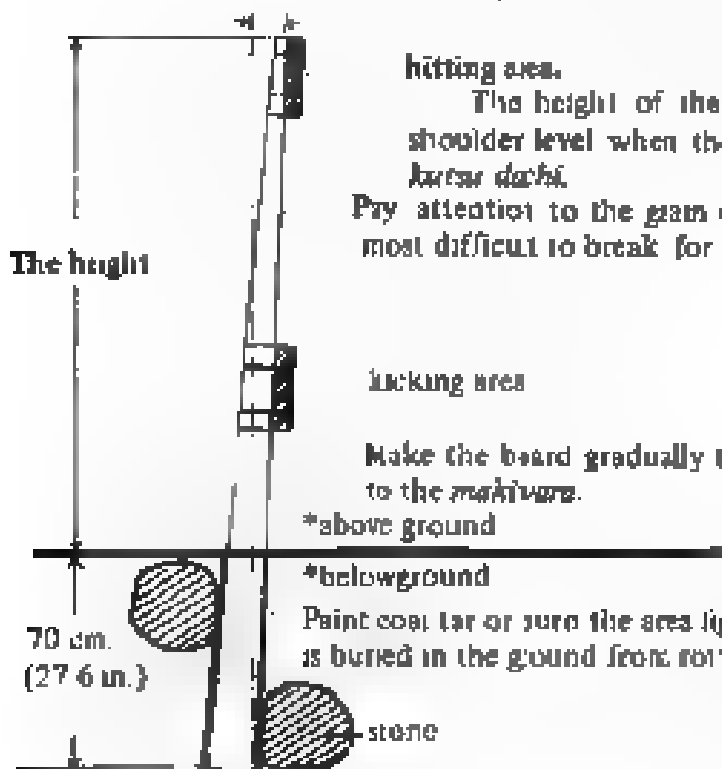 hitting area.
The height of the
shoulder level when the
kutsu dachi.
Pay attention to the grain
most difficult to break for
The height
kicking area
Make the board gradually
to the makiwara.
*above ground
*belowground
Paint coal tar or burn the area
is buried in the ground from
70 cm.
(27.6 in.)
stone